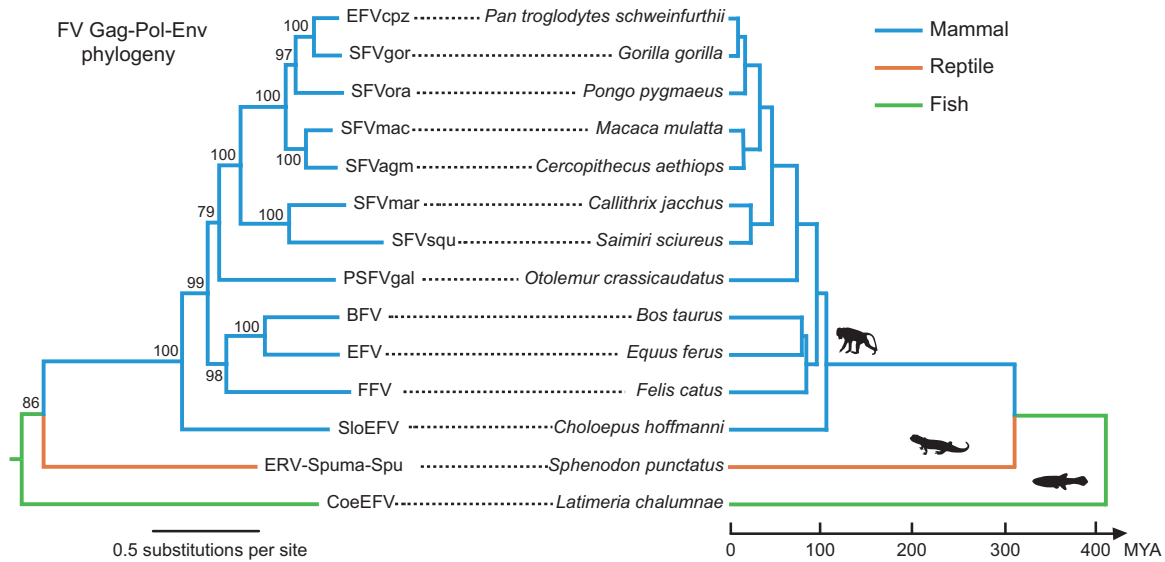 FV Gag-Pol-Env
phylogeny
Mammal
Reptile
Fish
EFVcpz Pan troglodytes schweinfurthii
SFVgor Gorilla gorilla
SFVora Pongo pygmaeus
SFVmac Macaca mulatta
SFVagm Cercopithecus aethiops
SFVmar Callithrix jacchus
SFVsqu Saimiri sciureus
PSFVgal Otolemur crassicaudatus
BFV Bos taurus
EFV Equus ferus
FFV Felis catus
SloEFV Choloepus hoffmanni
ERV-Spuma-Spu Sphenodon punctatus
CoeEFV Latimeria chalumnae
100
97
100
100
100
100
79
99
100
98
100
86
0.5 substitutions per site
0 100 200 300 400 MYA